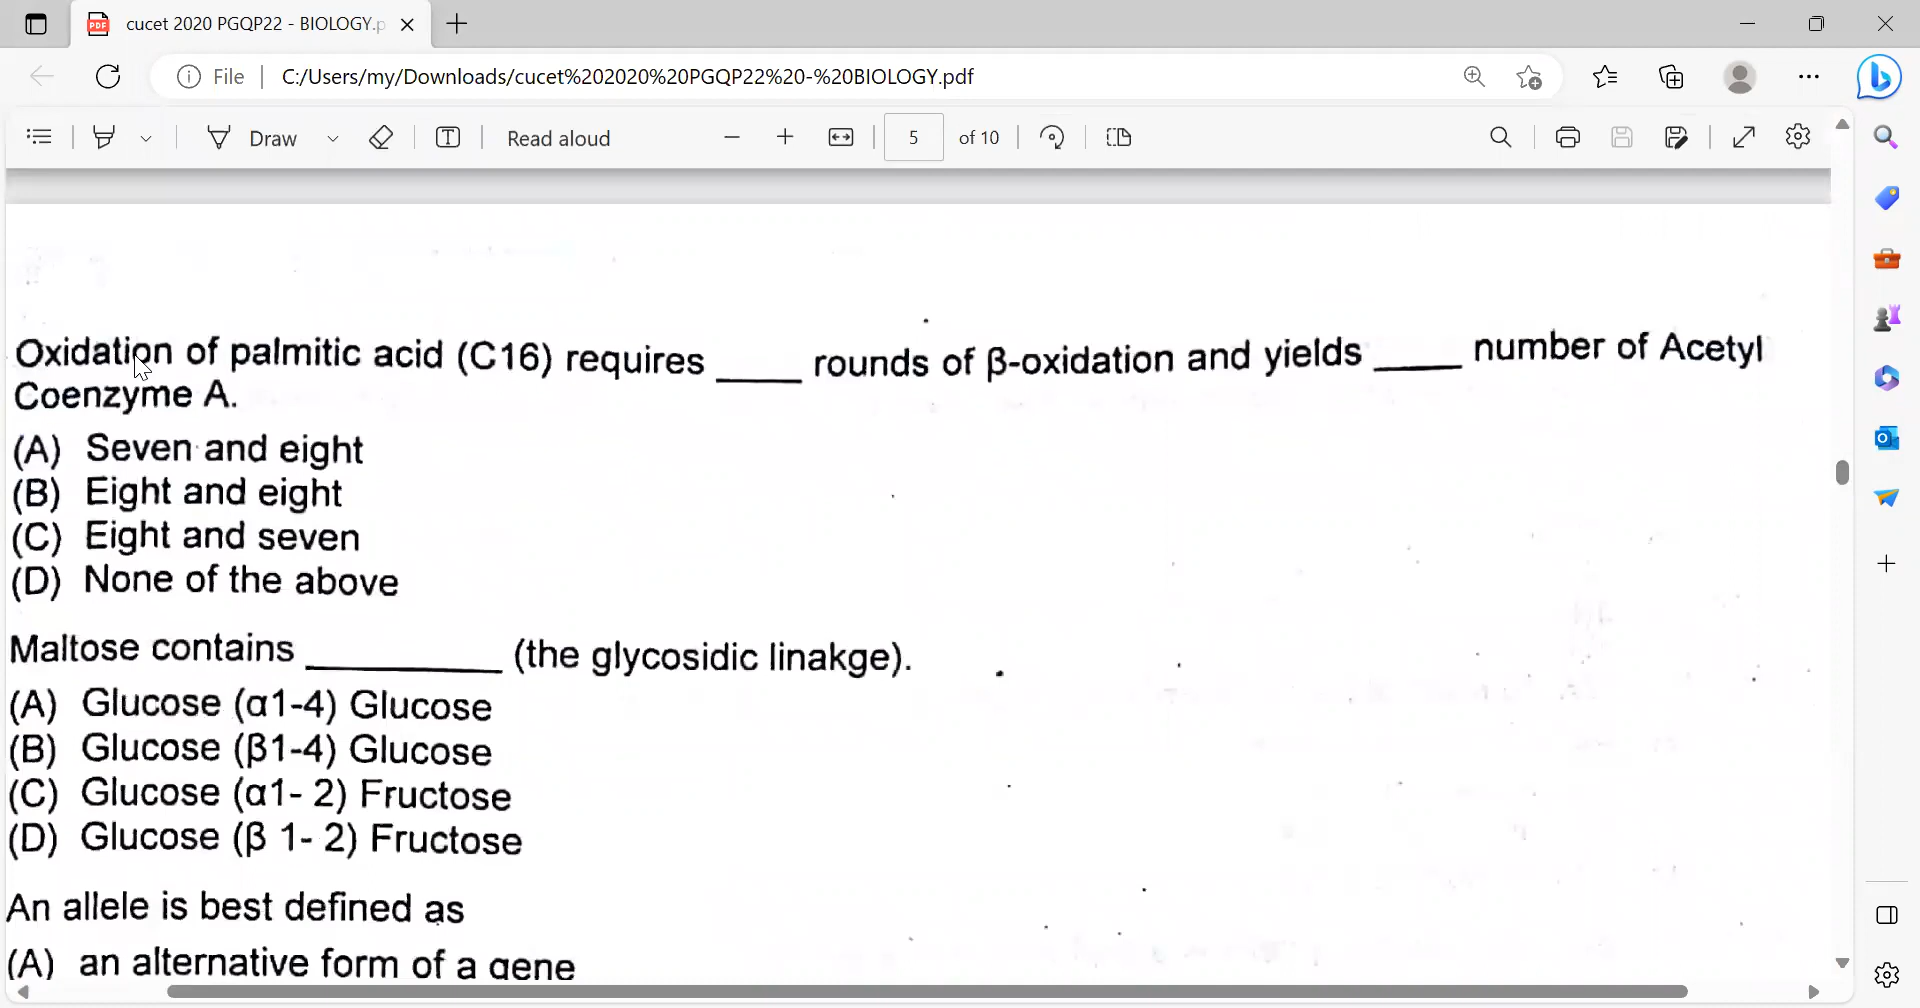 cucet 2020 PGQP22 - BIOLOGY.p
File
C:/Users/my/Downloads/cucet%202020%20PGQP22%20-%20BIOLOGY.pdf
Draw
Read aloud
5
of 10
Oxidation of palmitic acid (C16) requires ____ rounds of β-oxidation and yields ____ number of Acetyl
Coenzyme A.
(A) Seven and eight
(B) Eight and eight
(C) Eight and seven
(D) None of the above
Maltose contains _________ (the glycosidic linakge).
(A) Glucose (α1-4) Glucose
(B) Glucose (β1-4) Glucose
(C) Glucose (α1- 2) Fructose
(D) Glucose (β 1- 2) Fructose
An allele is best defined as
(A) an alternative form of a gene